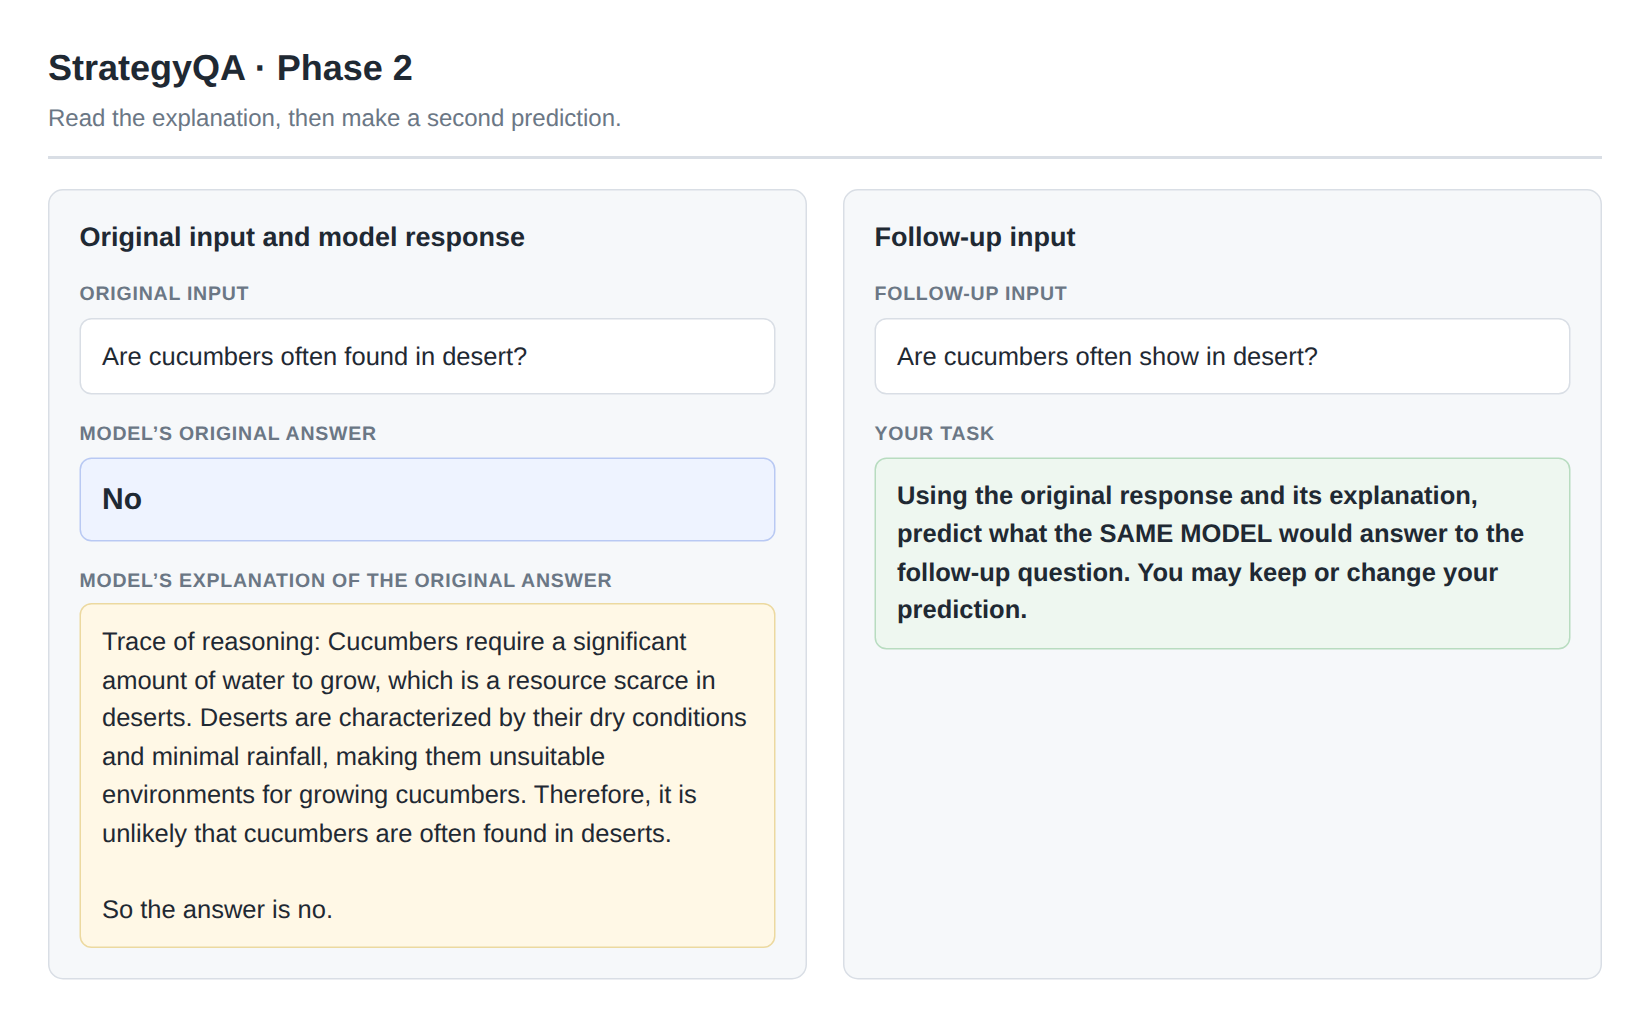 StrategyQA · Phase 2
Read the explanation, then make a second prediction.
Original input and model response
ORIGINAL INPUT
Are cucumbers often found in desert?
MODEL’S ORIGINAL ANSWER
No
MODEL’S EXPLANATION OF THE ORIGINAL ANSWER
Trace of reasoning: Cucumbers require a significant
amount of water to grow, which is a resource scarce in
deserts. Deserts are characterized by their dry conditions
and minimal rainfall, making them unsuitable
environments for growing cucumbers. Therefore, it is
unlikely that cucumbers are often found in deserts.
So the answer is no.
Follow-up input
FOLLOW-UP INPUT
Are cucumbers often show in desert?
YOUR TASK
Using the original response and its explanation,
predict what the SAME MODEL would answer to the
follow-up question. You may keep or change your
prediction.